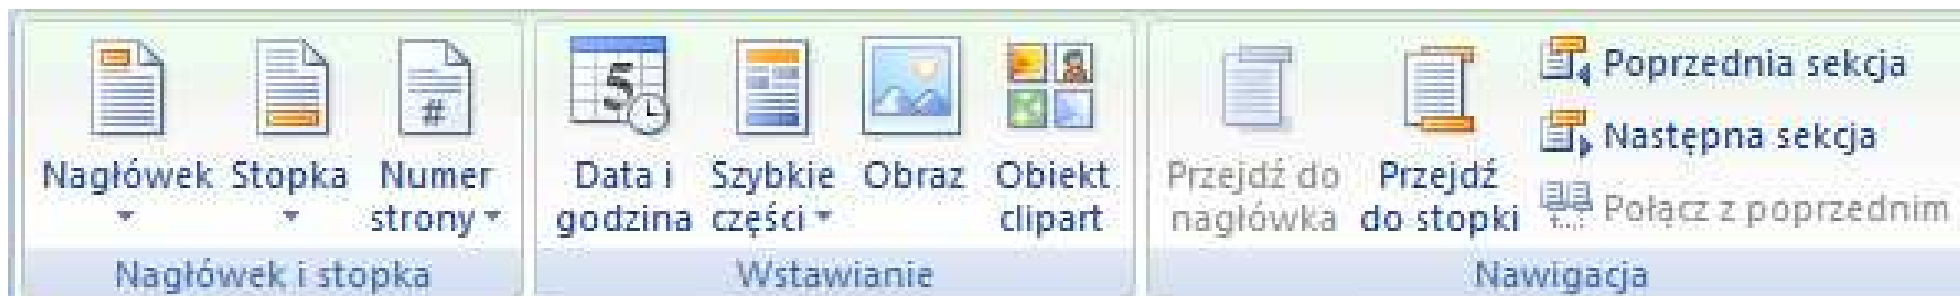 Nagłówek
Stopka
Numer
strony
Nagłówek i stopka
5
Data i
godzina
Szybkie
części
Obraz
Obiekt
clipart
Wstawianie
Przejdź do
nagłówka
Przejdź
do stopki
Poprzednia sekcja
Następna sekcja
Połącz z poprzednim
Nawigacja
#